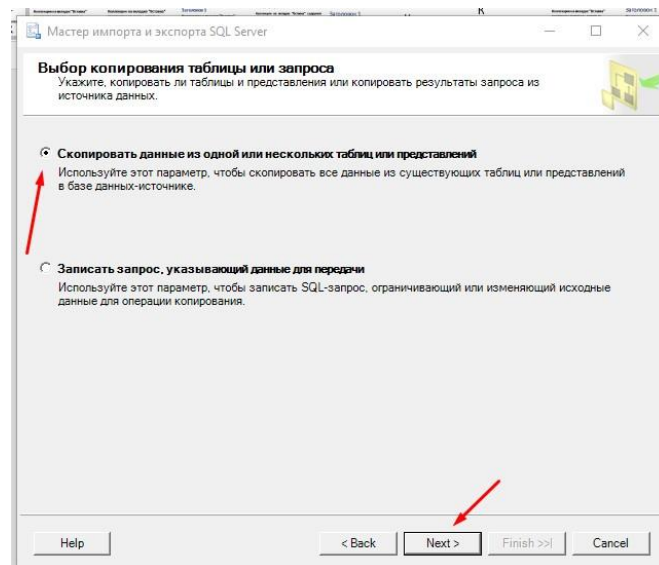 Мастер импорта и экспорта SQL Server
Выбор копирования таблицы или запроса
Укажите, копировать ли таблицы и представления или копировать результаты запроса из
источника данных.
Скопировать данные из одной или нескольких таблиц или представлений
Используйте этот параметр, чтобы скопировать все данные из существующих таблиц или представлений
в базе данных-источнике.
Записать запрос, указывающий данные для передачи
Используйте этот параметр, чтобы записать SQL-запрос, ограничивающий или изменяющий исходные
данные для операции копирования.
Help
< Back
Next >
Finish >>|
Cancel